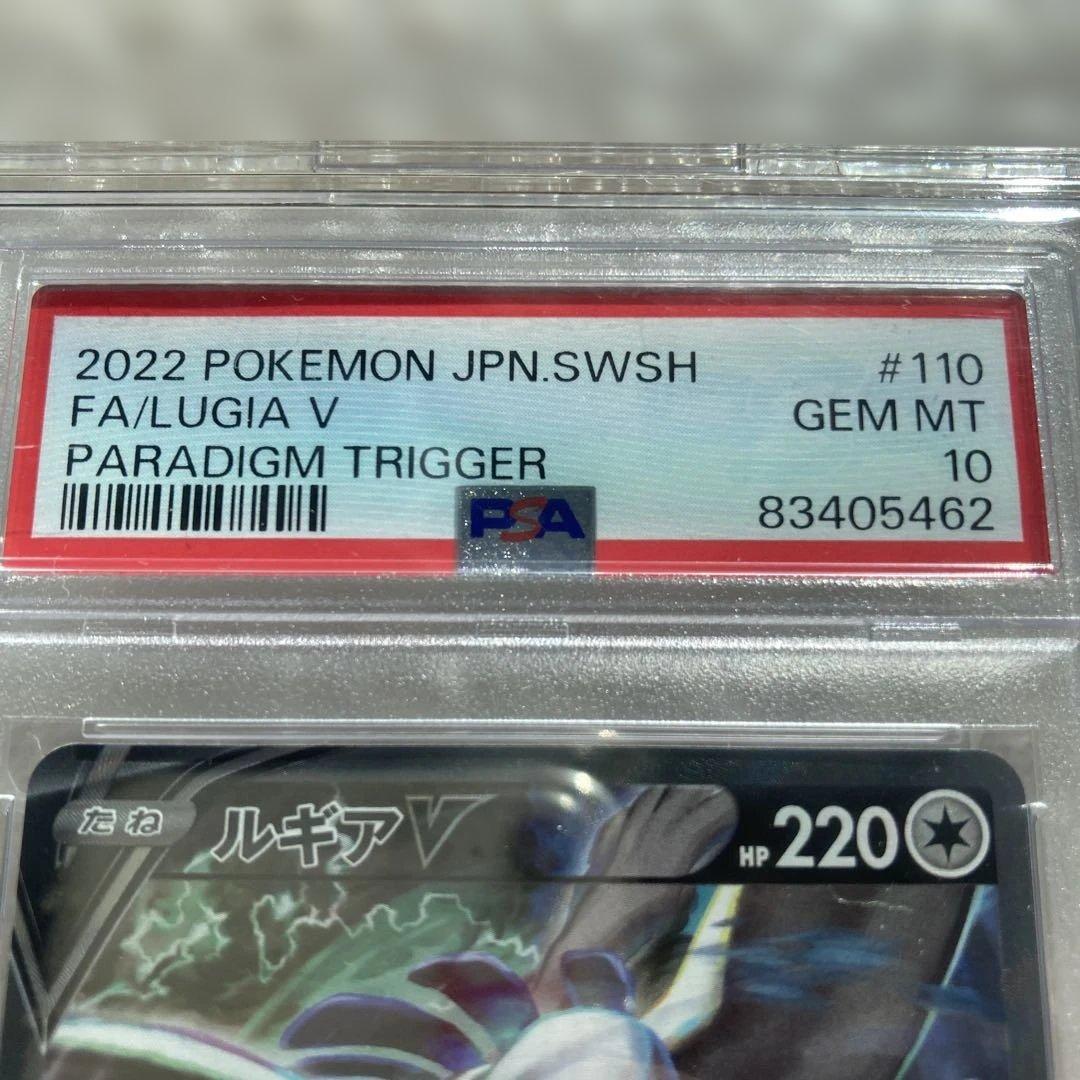 2022 POKEMON JPN.SWSH #110
FA/LUGIA V GEM MT
PARADIGM TRIGGER 10
PSA 83405462
たね ルギアV HP 220